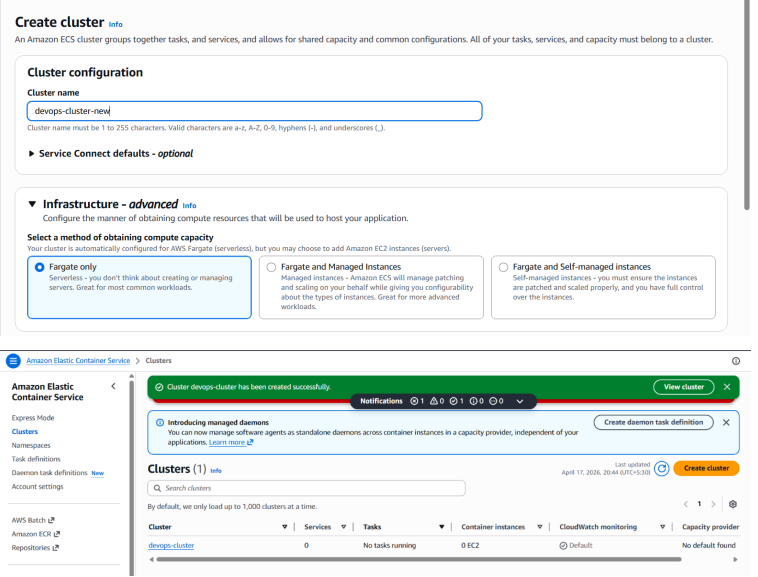 Create cluster Info
An Amazon ECS cluster groups together tasks, and services, and allows for shared capacity and common configurations. All of your tasks, services, and capacity must belong to a cluster.
Cluster configuration
Cluster name
devops-cluster-new
Cluster name must be 1 to 255 characters. Valid characters are a-z, A-Z, 0-9, hyphens (-), and underscores (_).
Service Connect defaults - optional
Infrastructure - advanced Info
Configure the manner of obtaining compute resources that will be used to host your application.
Select a method of obtaining compute capacity
Your cluster is automatically configured for AWS Fargate (serverless), but you may choose to add Amazon EC2 instances (servers).
Fargate only
Serverless - you don't think about creating or managing
servers. Great for most common workloads.
Fargate and Managed Instances
Managed instances - Amazon ECS will manage patching
and scaling on your behalf while giving you configurability
about the types of instances. Great for more advanced
workloads.
Fargate and Self-managed instances
Self-managed instances - you must ensure the instances
are patched and scaled properly, and you have full control
over the instances.
Amazon Elastic Container Service > Clusters
Amazon Elastic
Container Service
Express Mode
Clusters
Namespaces
Task definitions
Daemon task definitions New
Account settings
AWS Batch
Amazon ECR
Repositories
Cluster devops-cluster has been created successfully.
View cluster
Notifications 1 0 1 0 0
Introducing managed daemons
You can now manage software agents as standalone daemons across container instances in a capacity provider, independent of your
applications. Learn more
Create daemon task definition
Clusters (1) Info
Last updated
April 17, 2026, 20:44 (UTC+5:30)
Create cluster
Search clusters
By default, we only load up to 1,000 clusters at a time.
1
Cluster Services Tasks Container instances CloudWatch monitoring Capacity provider
devops-cluster 0 No tasks running 0 EC2 Default No default found